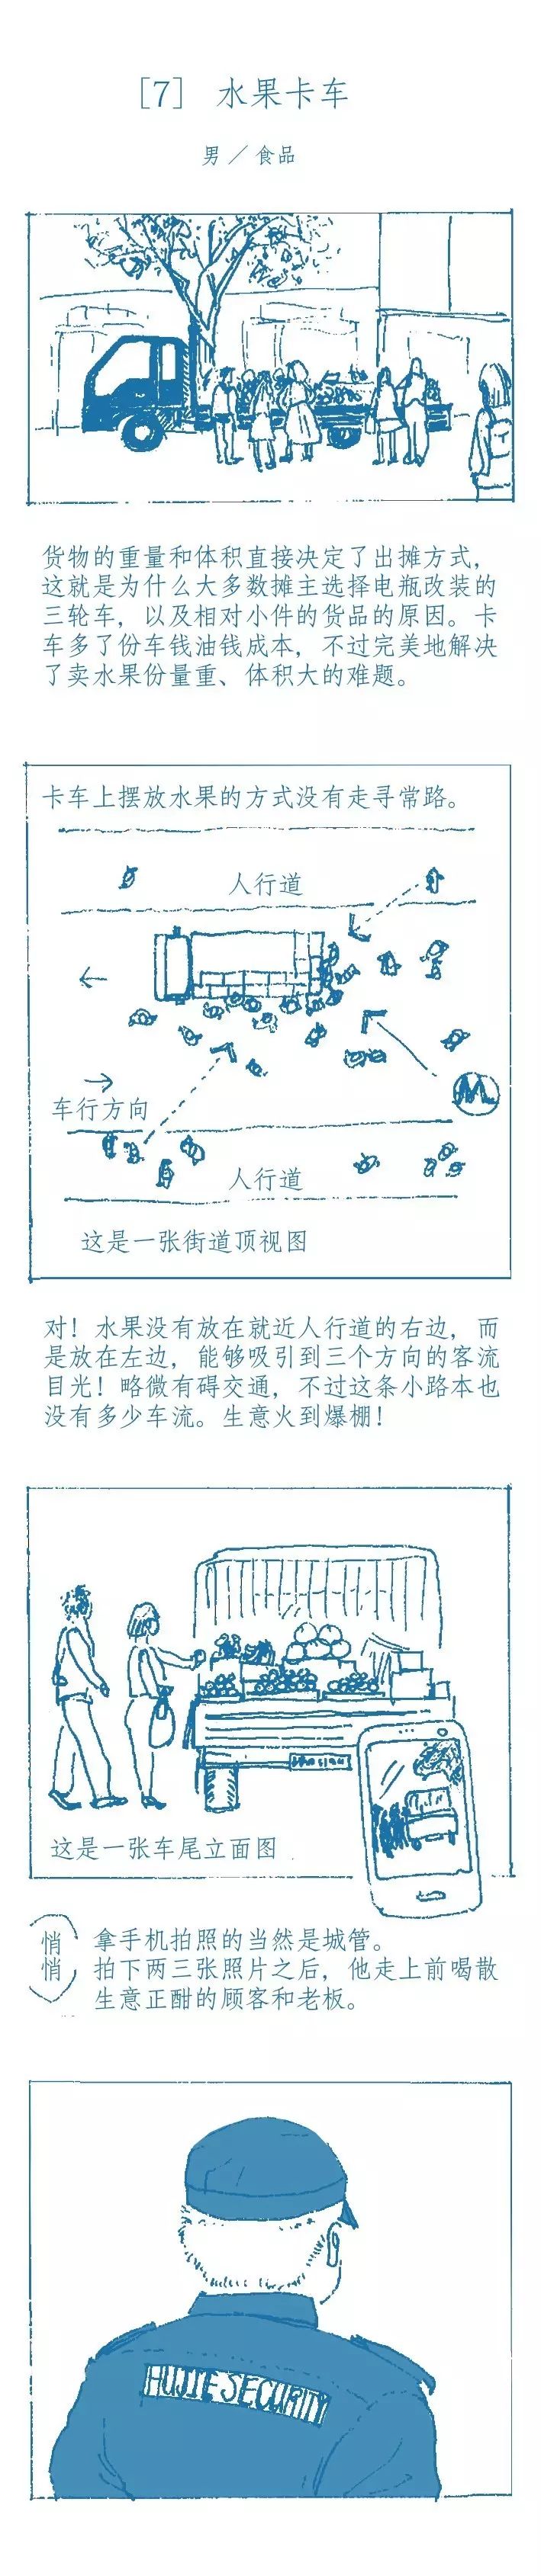 [7] 水果卡车
男／食品
货物的重量和体积直接决定了出摊方式，
这就是为什么大多数摊主选择电瓶改装的
三轮车，以及相对小件的货品的原因。卡
车多了份车钱油钱成本，不过完美地解决
了卖水果份量重、体积大的难题。
卡车上摆放水果的方式没有走寻常路。
人行道
M
车行方向
人行道
这是一张街道顶视图
对！水果没有放在就近人行道的右边，而
是放在左边，能够吸引到三个方向的客流
目光！略微有碍交通，不过这条小路本也
没有多少车流。生意火到爆棚！
这是一张车尾立面图
悄悄
拿手机拍照的当然是城管。
拍下两三张照片之后，他走上前喝散
生意正酣的顾客和老板。
HUJIE SECURITY